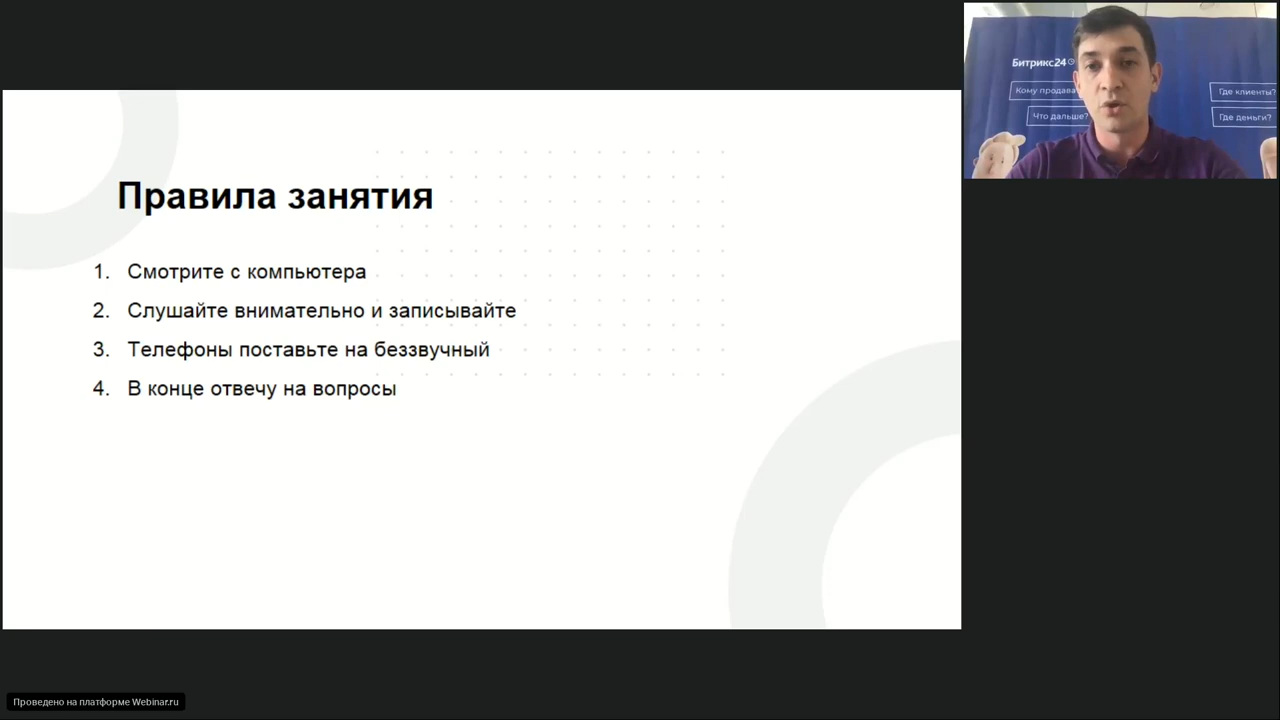 Правила занятия
1. Смотрите с компьютера
2. Слушайте внимательно и записывайте
3. Телефоны поставьте на беззвучный
4. В конце отвечу на вопросы
Битрикс24
Кому продава
Что дальше?
Где клиенты?
Где деньги?
Проведено на платформе Webinar.ru